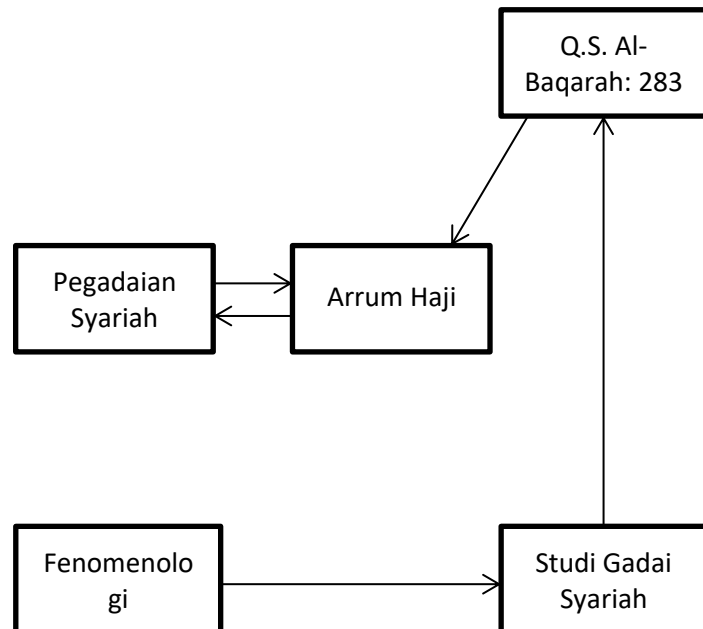 Q.S. Al-
Baqarah: 283
Pegadaian
Syariah
Arrum Haji
Fenomenolo
gi
Studi Gadai
Syariah